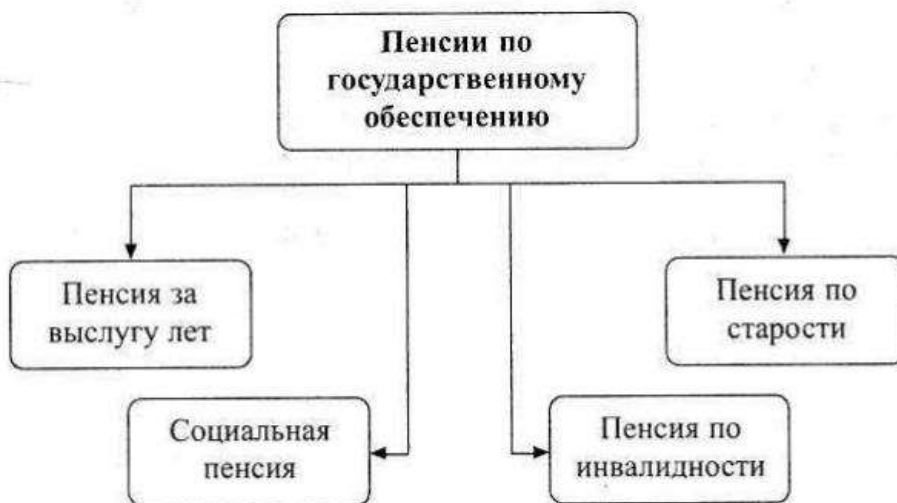 Пенсии по
государственному
обеспечению
Пенсия за
выслугу лет
Пенсия по
старости
Социальная
пенсия
Пенсия по
инвалидности